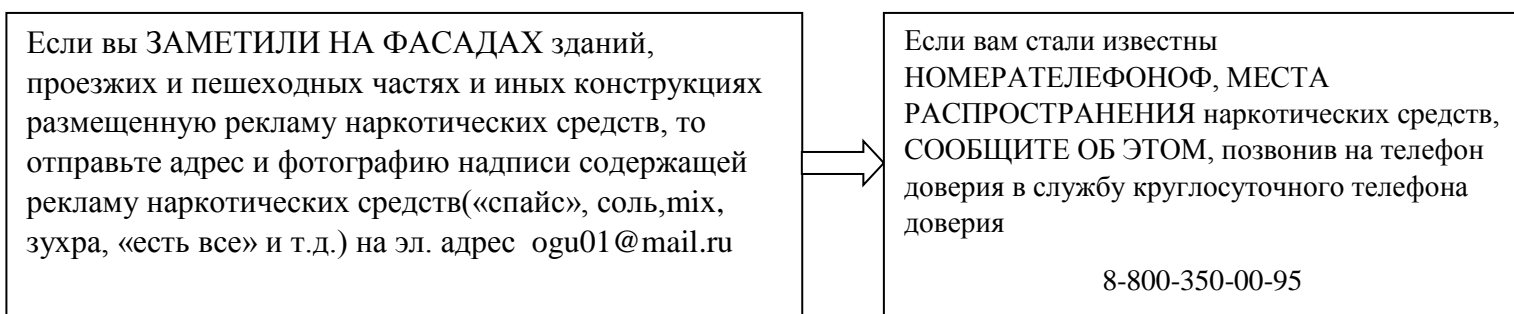 Если вы ЗАМЕТИЛИ НА ФАСАДАХ зданий,
проезжих и пешеходных частях и иных конструкциях
размещенную рекламу наркотических средств, то
отправьте адрес и фотографию надписи содержащей
рекламу наркотических средств(«спайс», соль,mix,
зухра, «есть все» и т.д.) на эл. адрес ogu01@mail.ru
Если вам стали известны
НОМЕРАТЕЛЕФОНОФ, МЕСТА
РАСПРОСТРАНЕНИЯ наркотических средств,
СООБЩИТЕ ОБ ЭТОМ, позвонив на телефон
доверия в службу круглосуточного телефона
доверия
8-800-350-00-95